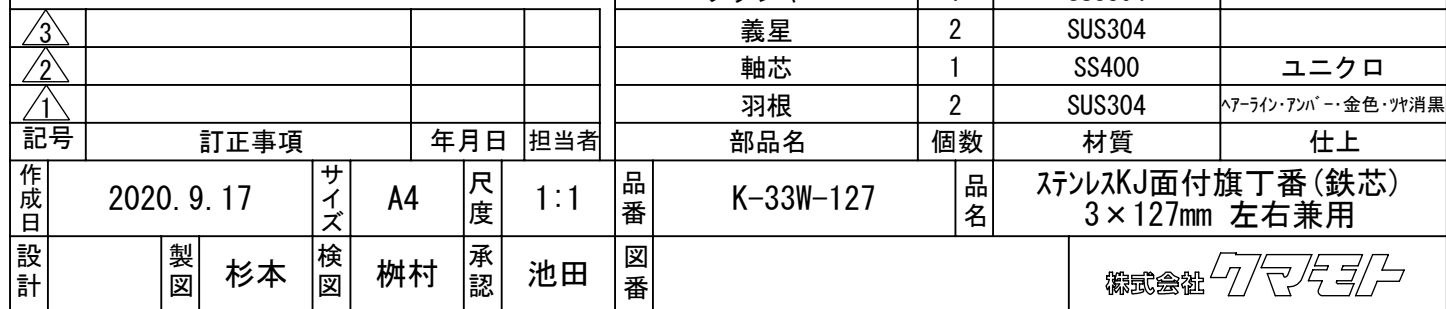 3 義星 2 SUS304
2 軸芯 1 SS400 ユニクロ
1 羽根 2 SUS304 ヘアーライン・アンバー・金色・ツヤ消黒
記号 訂正事項 年月日 担当者 部品名 個数 材質 仕上
作成日 2020.9.17 サイズ A4 尺度 1:1 品番 K-33W-127 品名 ステンレスKJ面付旗丁番(鉄芯)
3×127mm 左右兼用
設計 製図 杉本 検図 桝村 承認 池田 図番 株式会社クマモト